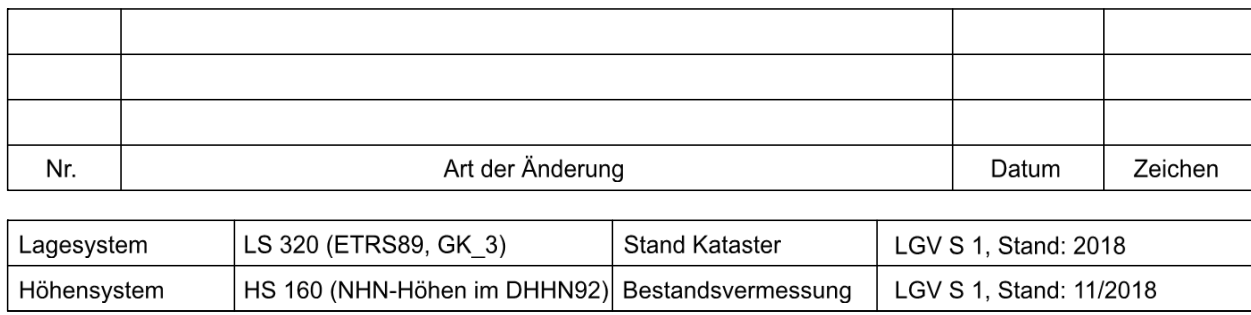 Nr. Art der Änderung Datum Zeichen
Lagesystem LS 320 (ETRS89, GK_3) Stand Kataster LGV S 1, Stand: 2018
Höhensystem HS 160 (NHN-Höhen im DHHN92) Bestandsvermessung LGV S 1, Stand: 11/2018